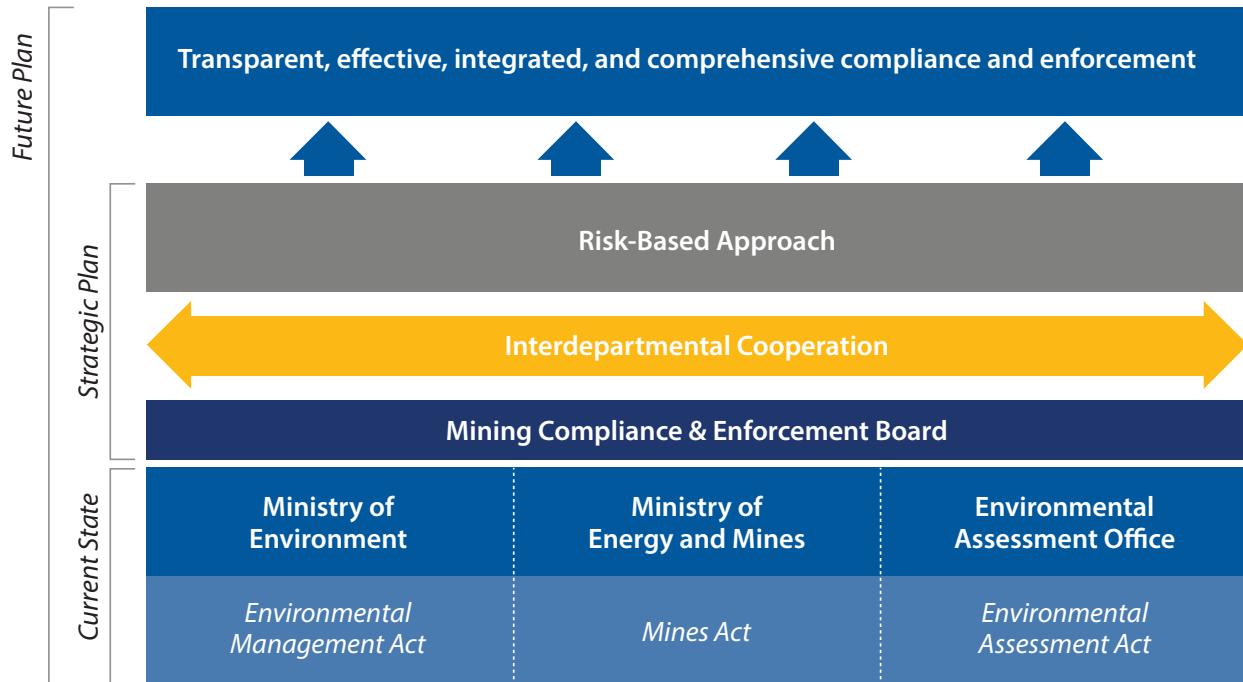 Future Plan
Transparent, effective, integrated, and comprehensive compliance and enforcement
Strategic Plan
Risk-Based Approach
Interdepartmental Cooperation
Mining Compliance & Enforcement Board
Current State
Ministry of
Environment
Ministry of
Energy and Mines
Environmental
Assessment Office
Environmental
Management Act
Mines Act
Environmental
Assessment Act